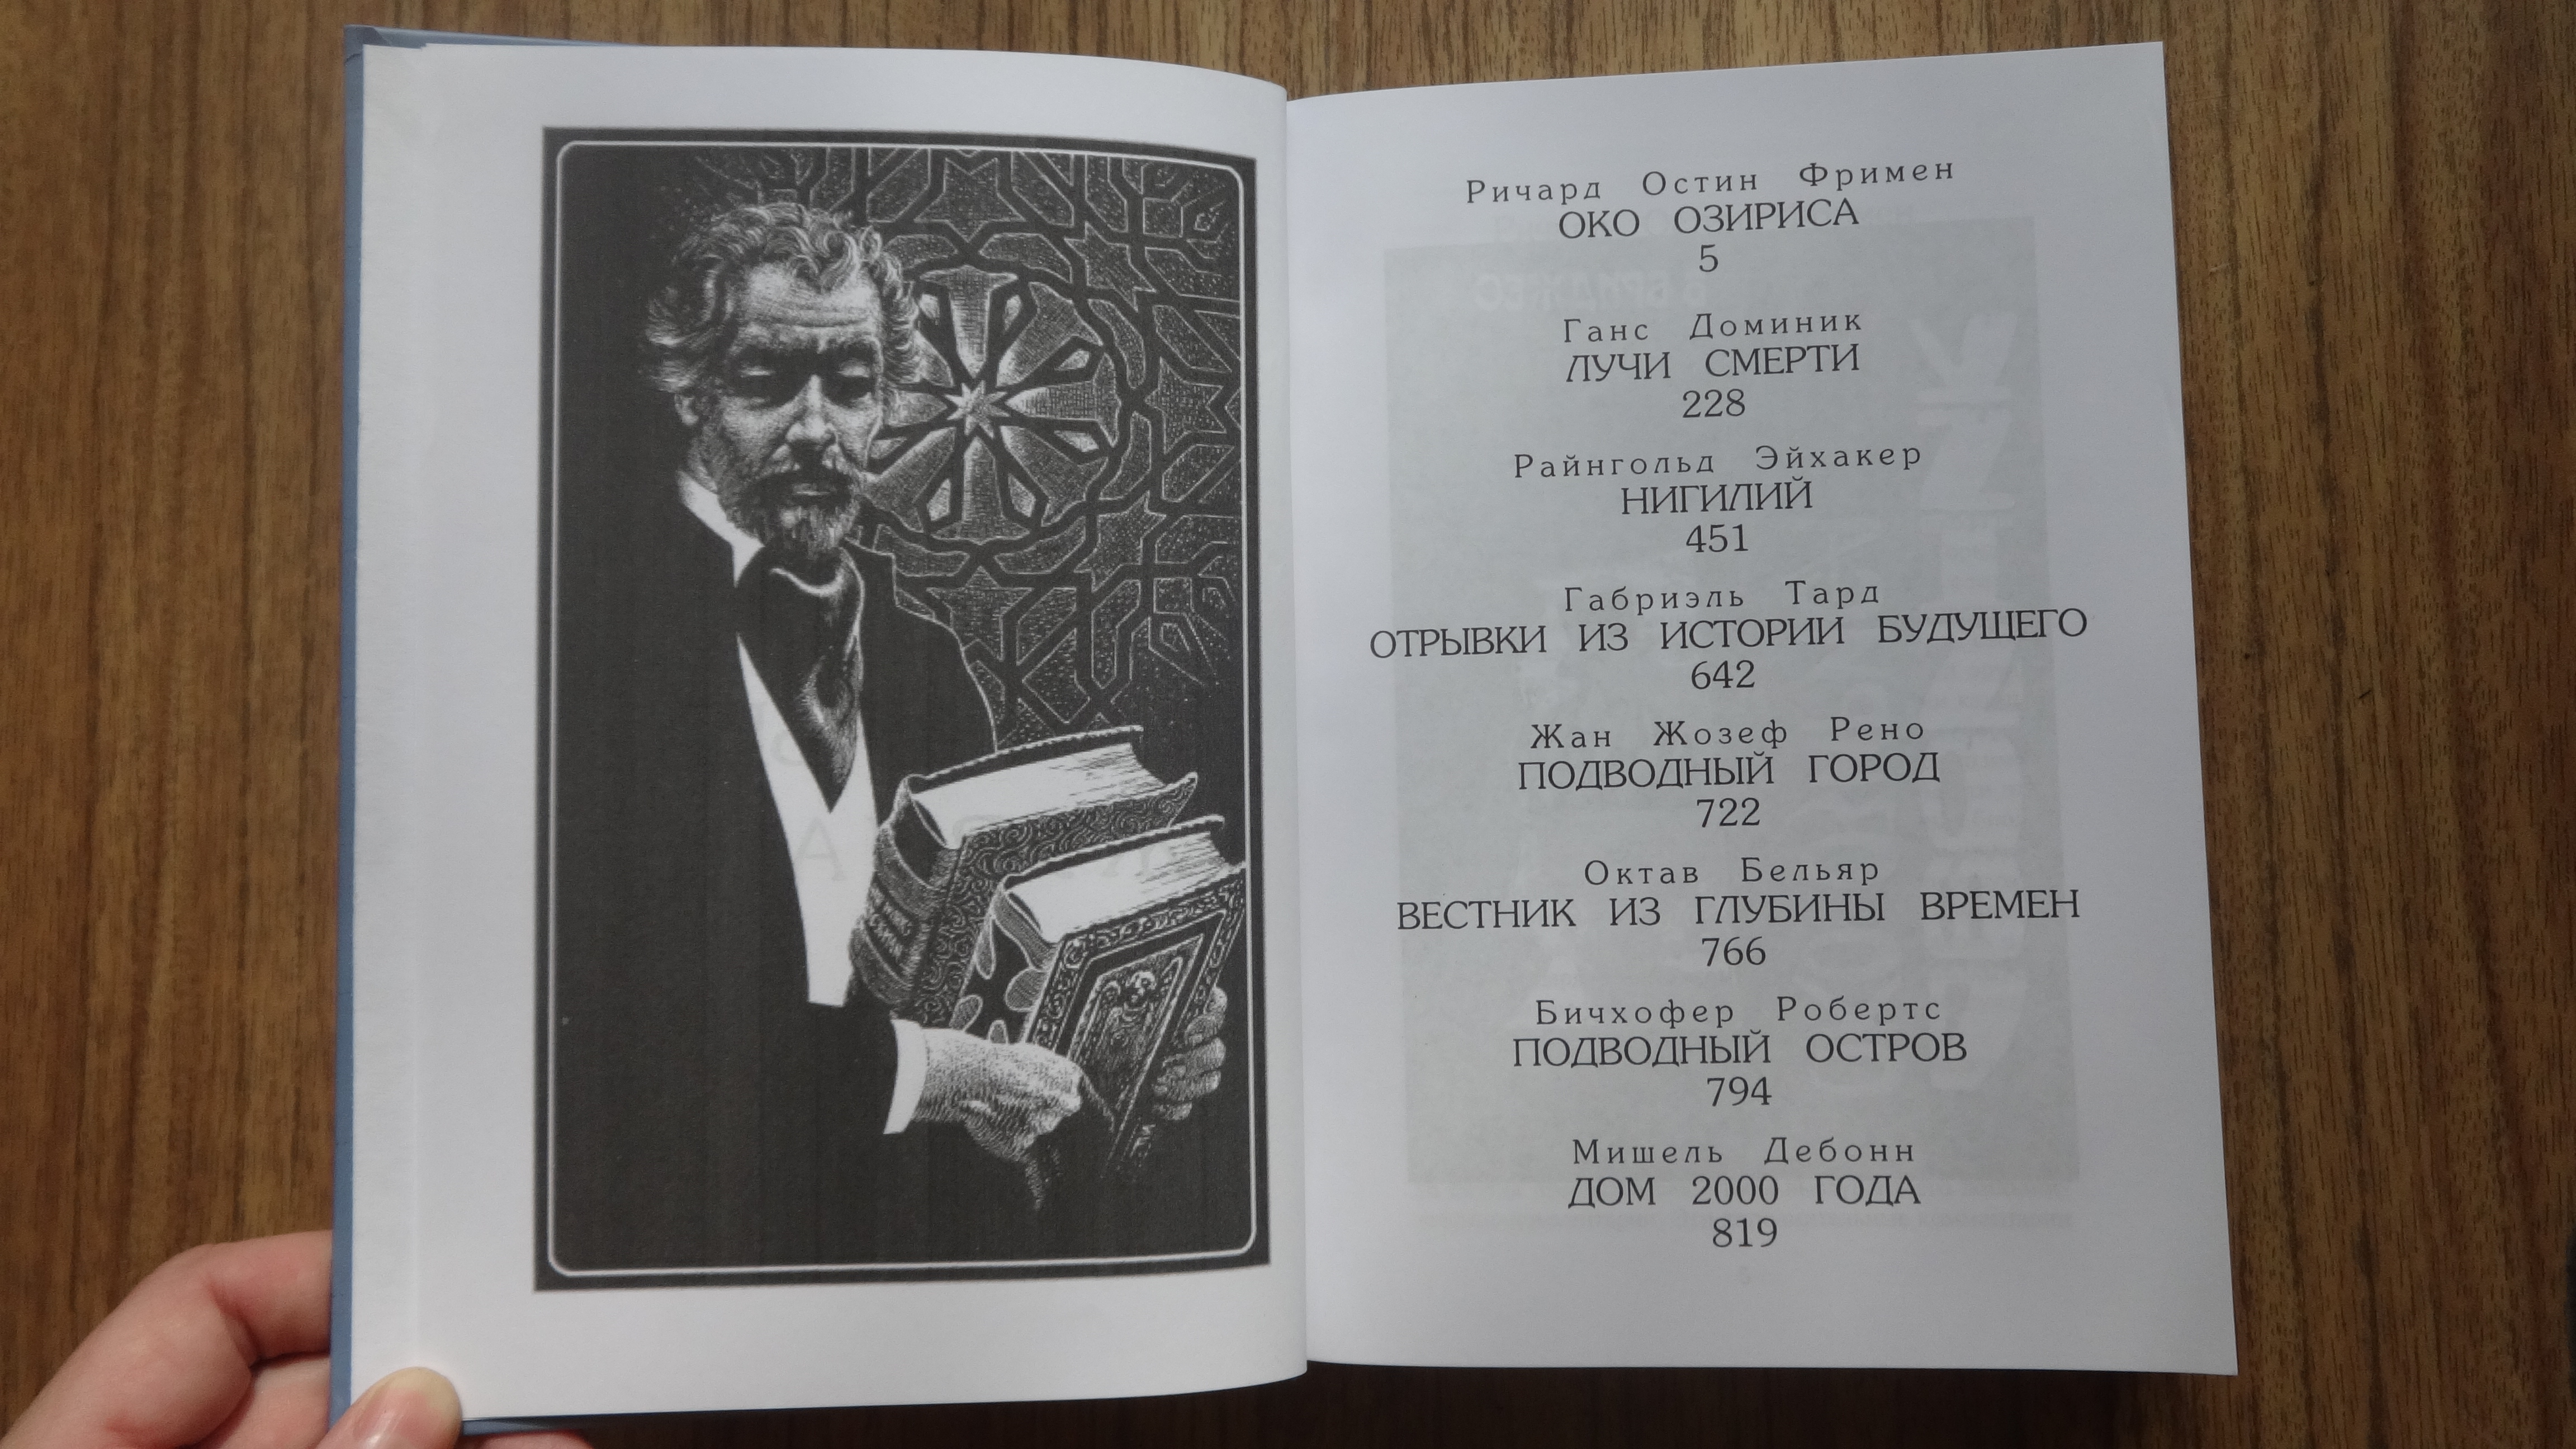 Ричард Остин Фримен
ОКО ОЗИРИСА
5
Ганс Доминик
ЛУЧИ СМЕРТИ
228
Райнгольд Эйхакер
НИГИЛИЙ
451
Габриэль Тард
ОТРЫВКИ ИЗ ИСТОРИИ БУДУЩЕГО
642
Жан Жозеф Рено
ПОДВОДНЫЙ ГОРОД
722
Октав Бельяр
ВЕСТНИК ИЗ ГЛУБИНЫ ВРЕМЕН
766
Бичхофер Робертс
ПОДВОДНЫЙ ОСТРОВ
794
Мишель Дебонн
ДОМ 2000 ГОДА
819